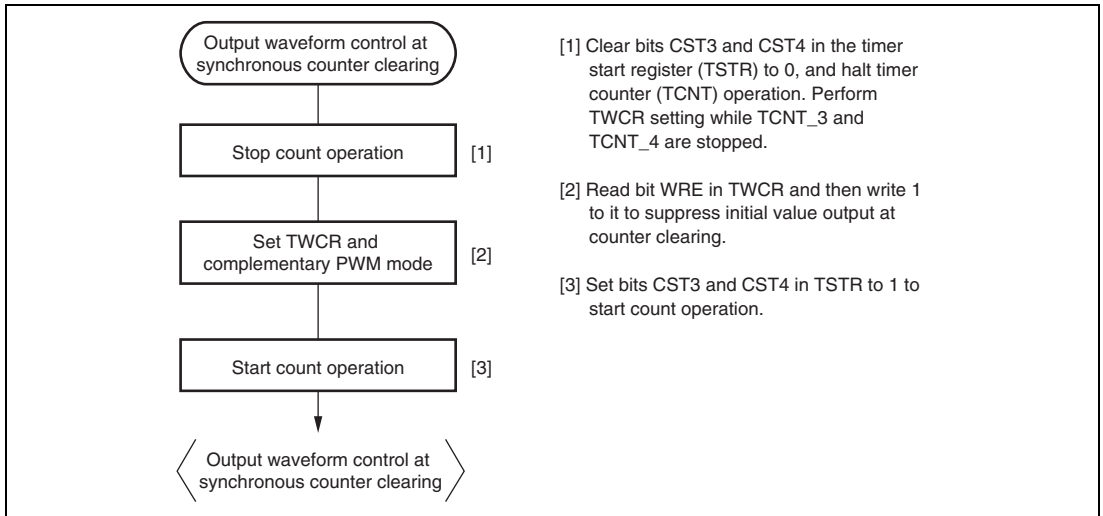 Output waveform control at
synchronous counter clearing
Stop count operation
[1]
Set TWCR and
complementary PWM mode
[2]
Start count operation
[3]
Output waveform control at
synchronous counter clearing
[1] Clear bits CST3 and CST4 in the timer
start register (TSTR) to 0, and halt timer
counter (TCNT) operation. Perform
TWCR setting while TCNT_3 and
TCNT_4 are stopped.
[2] Read bit WRE in TWCR and then write 1
to it to suppress initial value output at
counter clearing.
[3] Set bits CST3 and CST4 in TSTR to 1 to
start count operation.